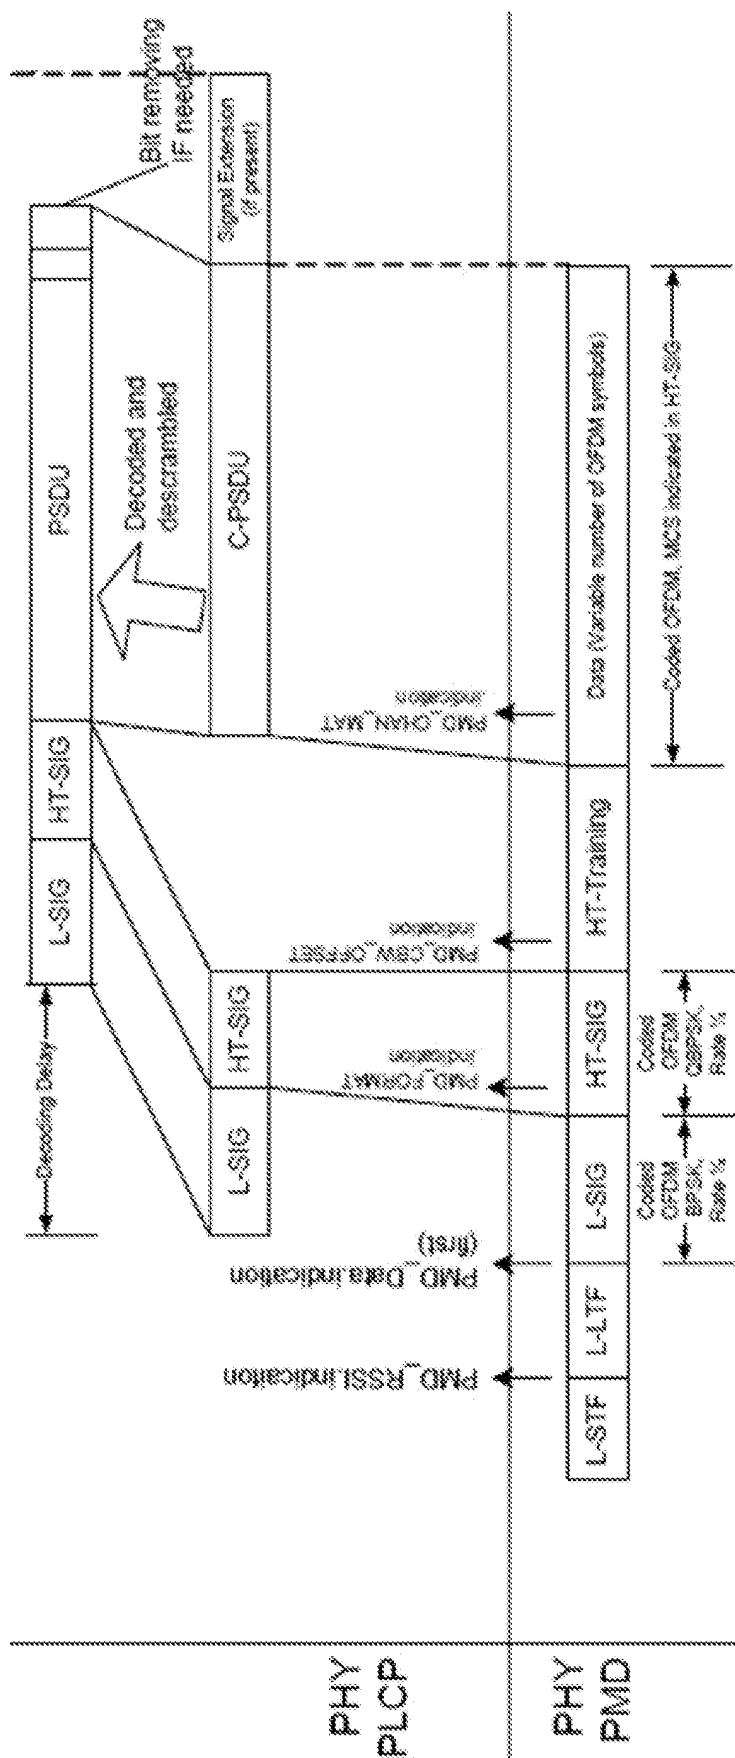 Decoding Delay
L-SIG
HT-SIG
PSDU
Bit removing
IF needed
Decoded and
descrambled
L-SIG
HT-SIG
C-PSDU
Signal Extension
(if present)
PHY
PLCP
PMD_RSSI.indicaiton
PMD_Data.indication
(first)
PMD_FORMAT
.indication
PMD_CBW_OFFSET
.indication
PMD_CHAN_MAT
.indication
PHY
PMD
L-STF
L-LTF
L-SIG
HT-SIG
HT-Training
Data (Variable number of OFDM symbols)
Coded
OFDM
BPSK,
Rate ½
Coded
OFDM
QBPSK,
Rate ½
Coded OFDM, MCS indicated in HT-SIG